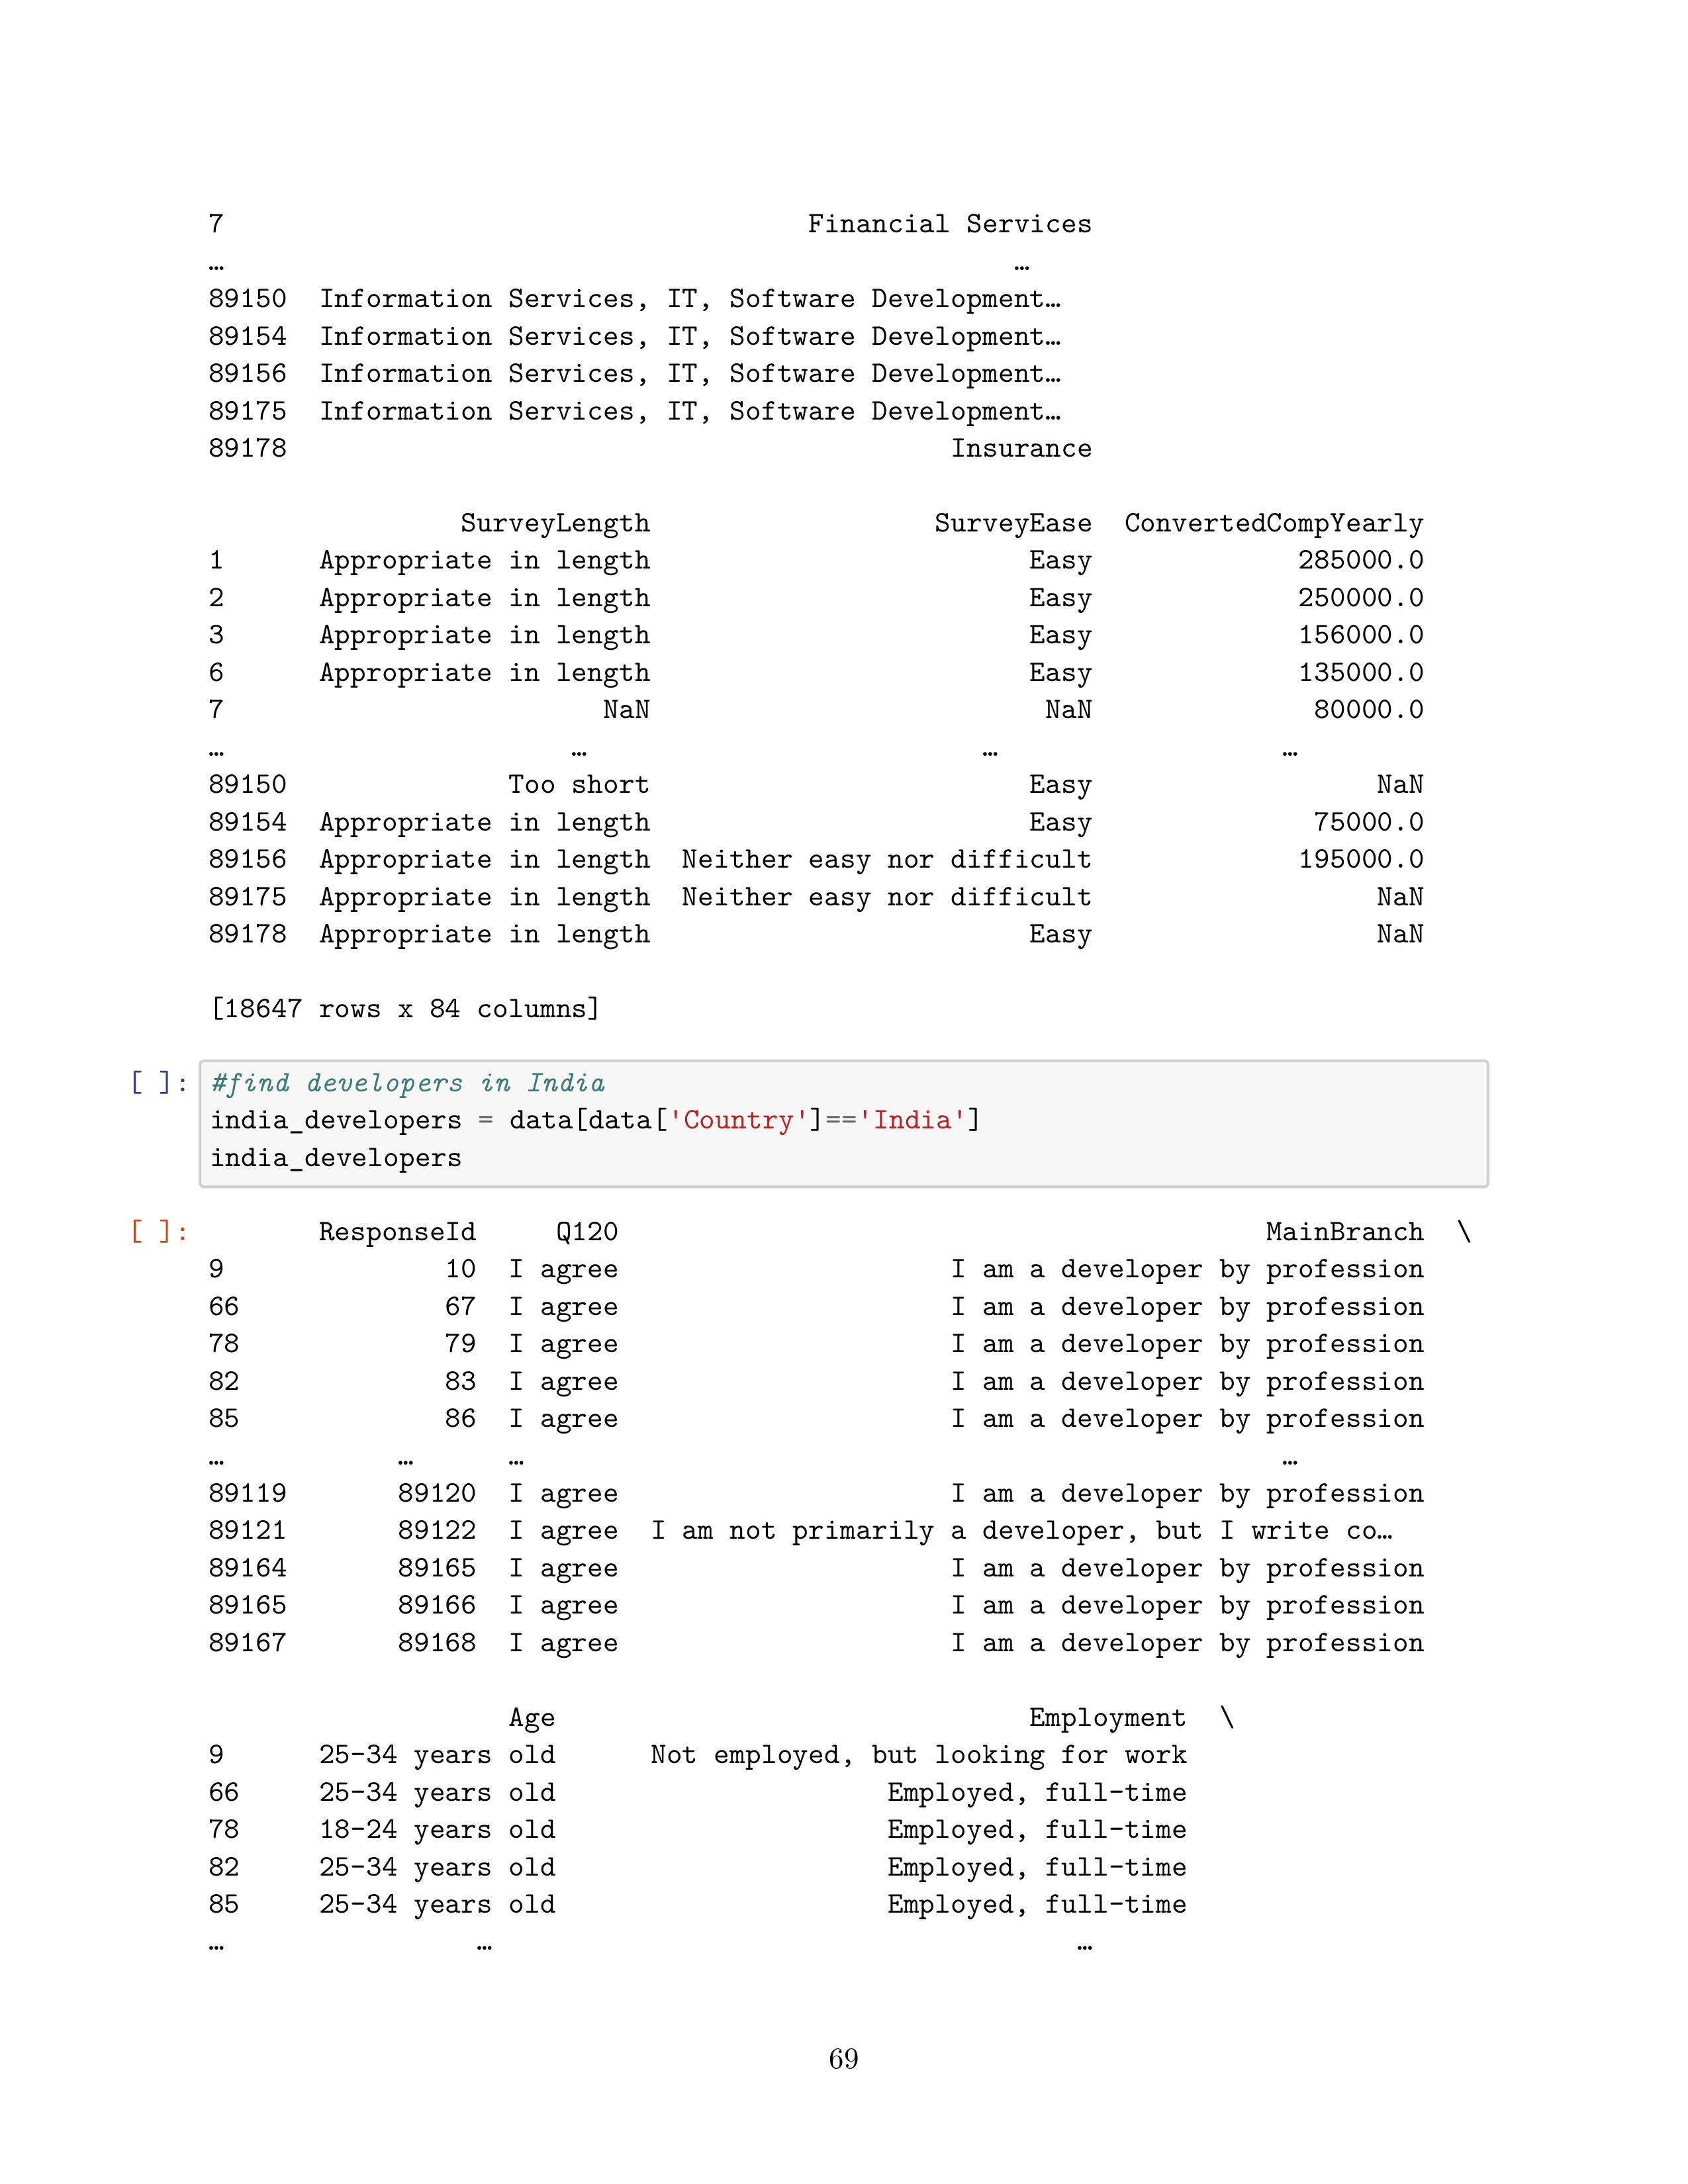 7 Financial Services
… …
89150 Information Services, IT, Software Development…
89154 Information Services, IT, Software Development…
89156 Information Services, IT, Software Development…
89175 Information Services, IT, Software Development…
89178 Insurance
SurveyLength SurveyEase ConvertedCompYearly
1 Appropriate in length Easy 285000.0
2 Appropriate in length Easy 250000.0
3 Appropriate in length Easy 156000.0
6 Appropriate in length Easy 135000.0
7 NaN NaN 80000.0
… … … …
89150 Too short Easy NaN
89154 Appropriate in length Easy 75000.0
89156 Appropriate in length Neither easy nor difficult 195000.0
89175 Appropriate in length Neither easy nor difficult NaN
89178 Appropriate in length Easy NaN
[18647 rows x 84 columns]
[ ]: #find developers in India
india_developers = data[data['Country']=='India']
india_developers
[ ]: ResponseId Q120 MainBranch \
9 10 I agree I am a developer by profession
66 67 I agree I am a developer by profession
78 79 I agree I am a developer by profession
82 83 I agree I am a developer by profession
85 86 I agree I am a developer by profession
… … … …
89119 89120 I agree I am a developer by profession
89121 89122 I agree I am not primarily a developer, but I write co…
89164 89165 I agree I am a developer by profession
89165 89166 I agree I am a developer by profession
89167 89168 I agree I am a developer by profession
Age Employment \
9 25-34 years old Not employed, but looking for work
66 25-34 years old Employed, full-time
78 18-24 years old Employed, full-time
82 25-34 years old Employed, full-time
85 25-34 years old Employed, full-time
… … …
69